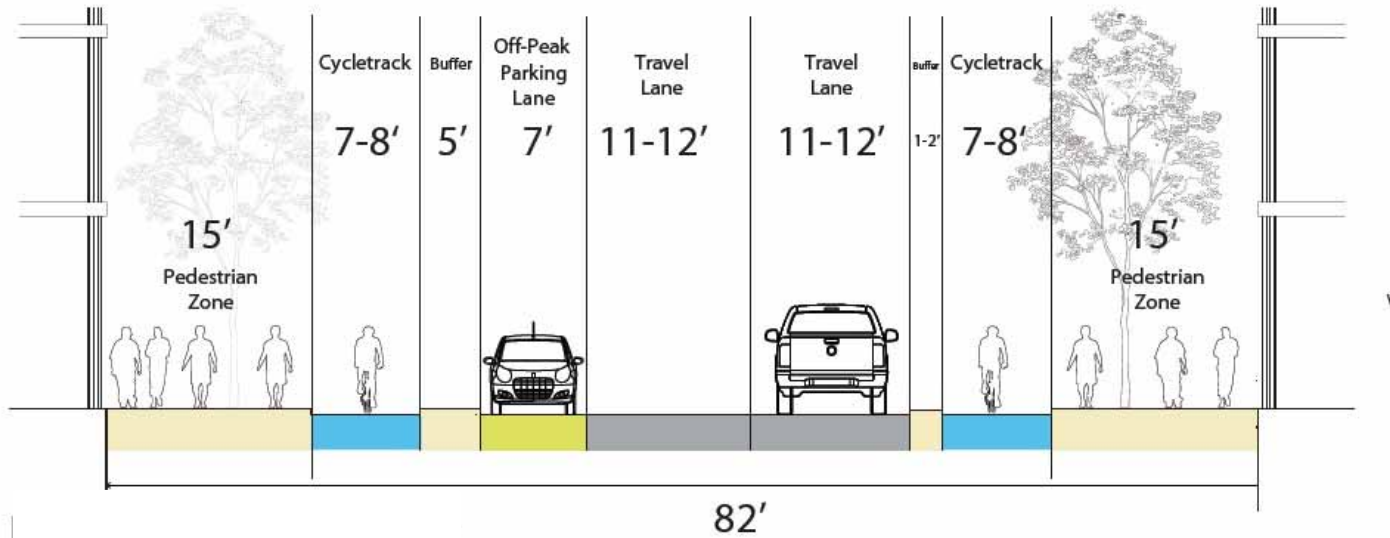 15’
Pedestrian
Zone
Cycletrack
7-8‘
Buffer
5’
Off-Peak
Parking
Lane
7’
Travel
Lane
11-12’
Travel
Lane
11-12’
Buffer
1-2’
Cycletrack
7-8‘
15’
Pedestrian
Zone
82’